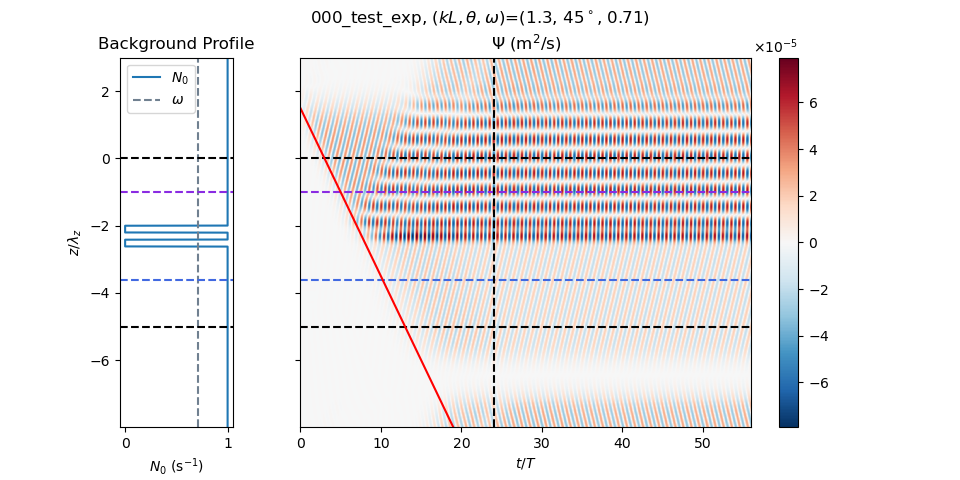 000_test_exp, (kL, θ, ω)=(1.3, 45°, 0.71)
Background Profile
Ψ (m²/s)
×10⁻⁵
N₀
ω
2
0
−2
−4
−6
z/λ_z
0
1
N₀ (s⁻¹)
0
10
20
30
40
50
t/T
6
4
2
0
−2
−4
−6